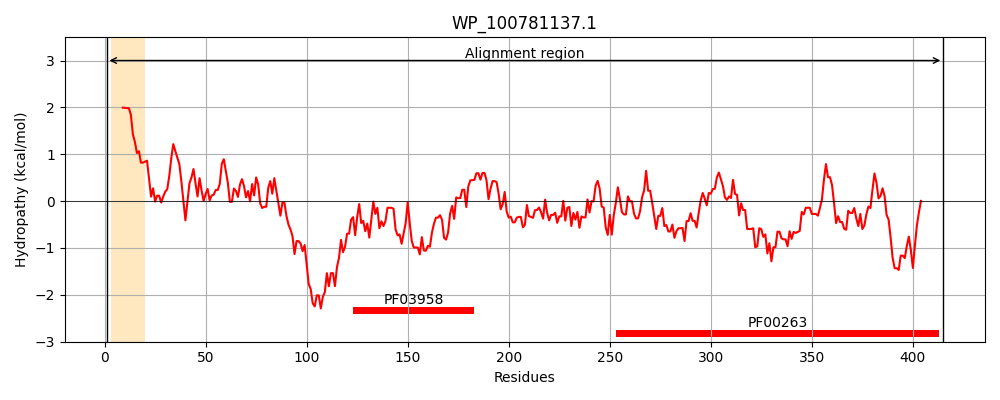 WP_100781137.1
Alignment region
3
2
1
0
−1
−2
−3
Hydropathy (kcal/mol)
PF03958
PF00263
0 50 100 150 200 250 300 350 400
Residues